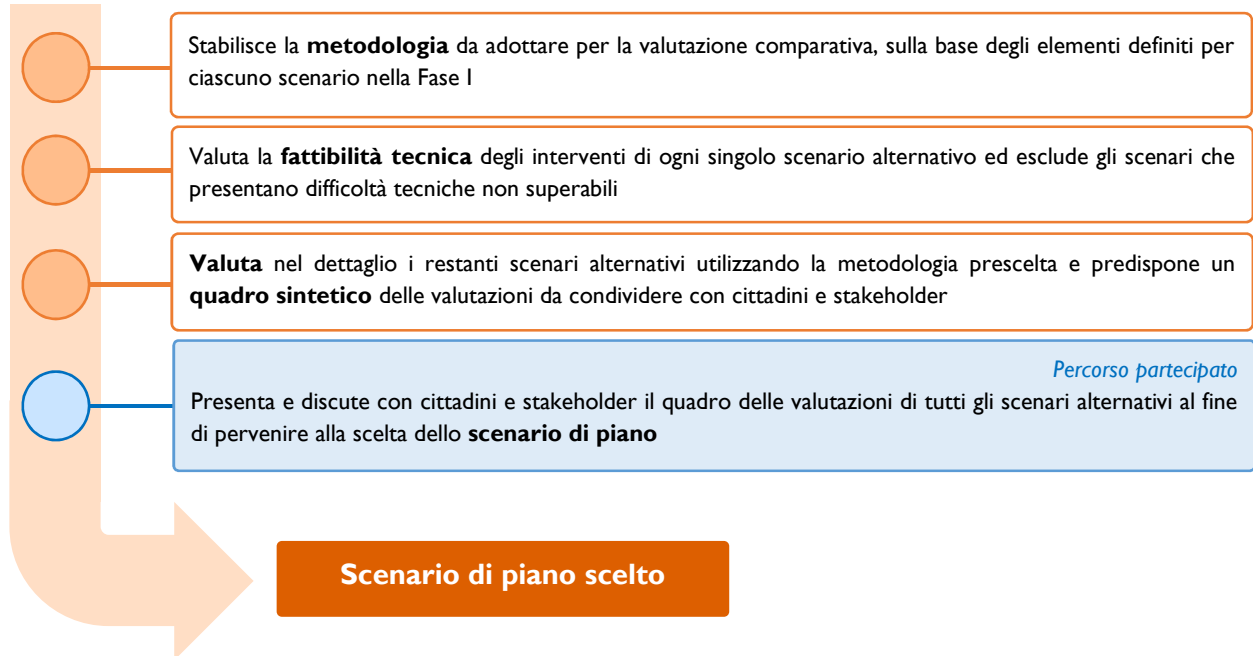 Stabilisce la metodologia da adottare per la valutazione comparativa, sulla base degli elementi definiti per
ciascuno scenario nella Fase I
Valuta la fattibilità tecnica degli interventi di ogni singolo scenario alternativo ed esclude gli scenari che
presentano difficoltà tecniche non superabili
Valuta nel dettaglio i restanti scenari alternativi utilizzando la metodologia prescelta e predispone un
quadro sintetico delle valutazioni da condividere con cittadini e stakeholder
Percorso partecipato
Presenta e discute con cittadini e stakeholder il quadro delle valutazioni di tutti gli scenari alternativi al fine
di pervenire alla scelta dello scenario di piano
Scenario di piano scelto